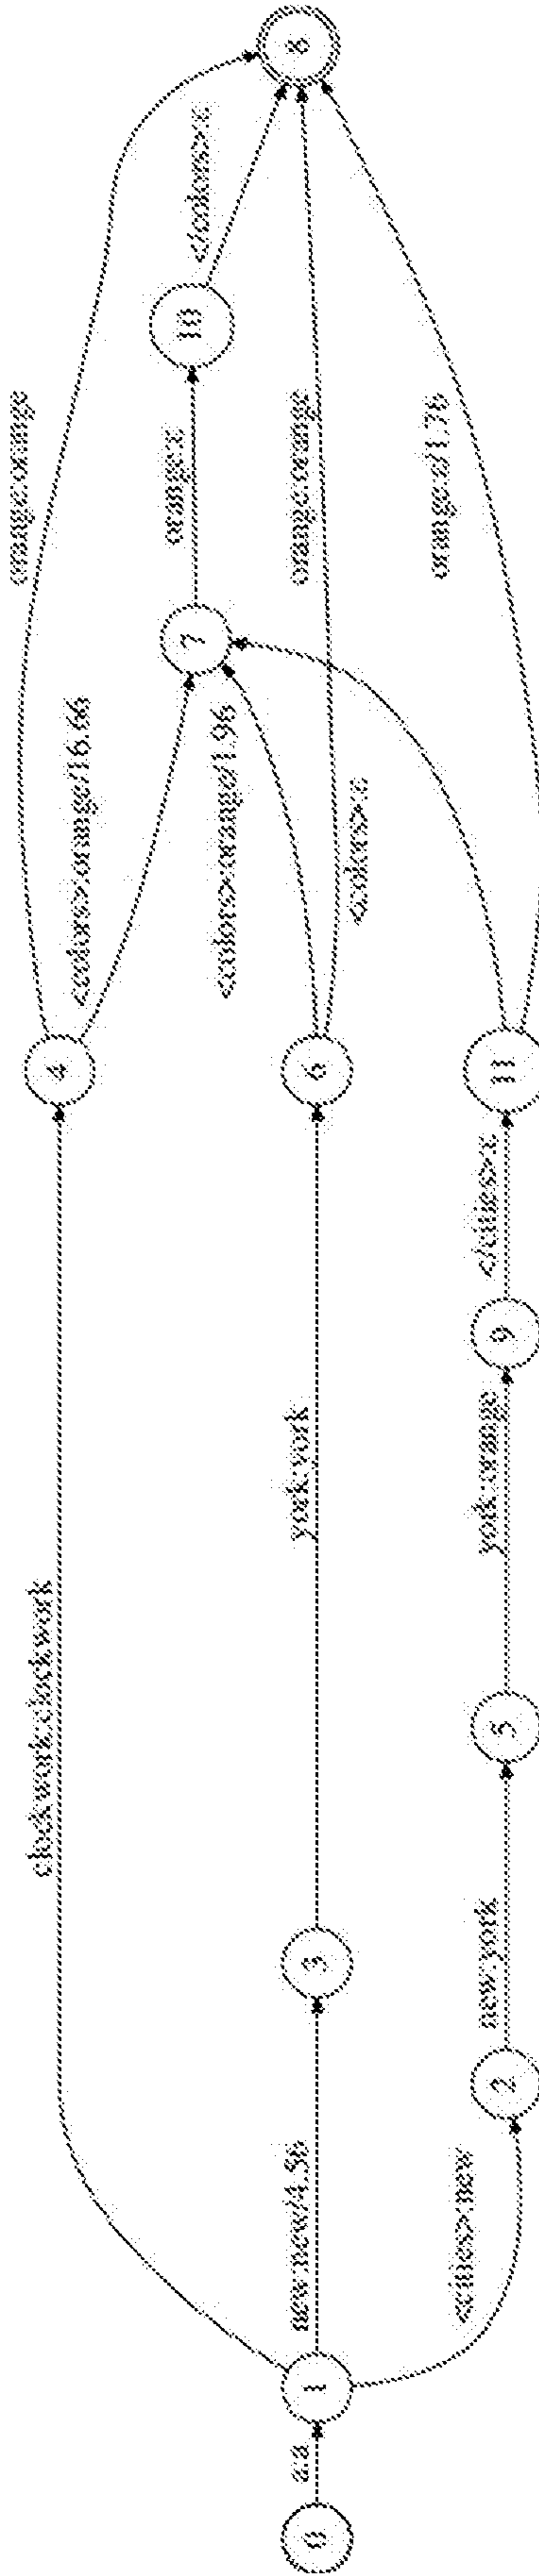 0
a:a
1
clockwork:clockwork
new:new/4.56
<cities>:new
3
2
york:york
new:york
5
york:orange
9
</cities>:ε
4
6
11
orange:orange
<colors>:orange/16.66
<colors>:orange/1.96
<colors>:ε
7
orange:ε
orange:orange
orange:ε/1.76
10
</colors>:ε
8